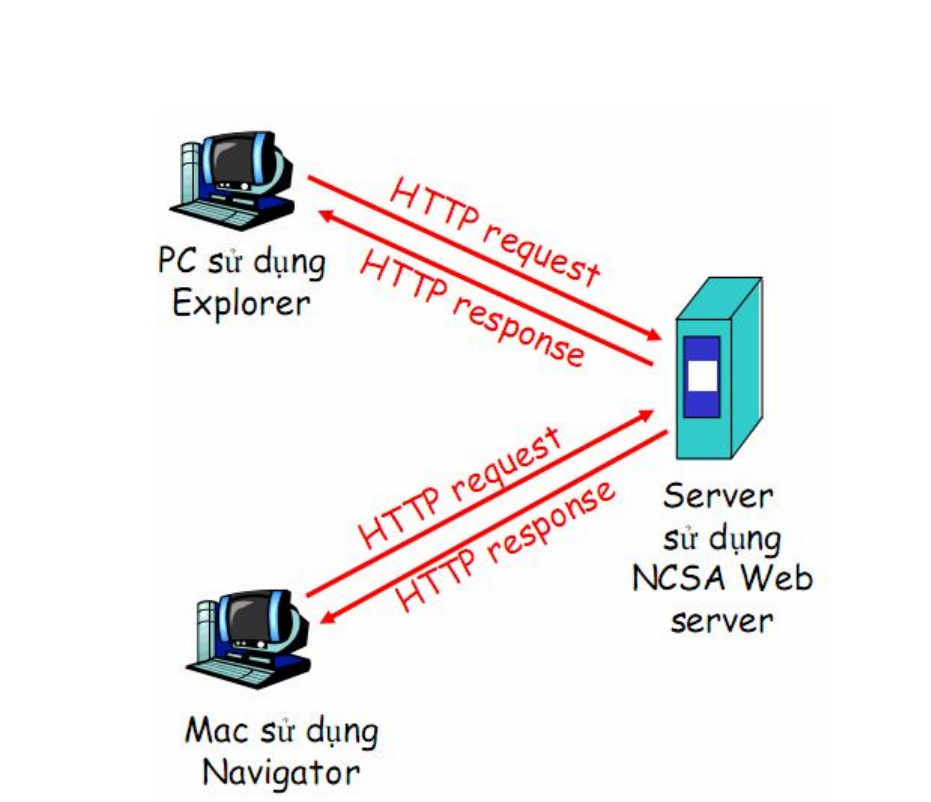 HTTP request
HTTP response
PC sử dụng
Explorer
HTTP request
HTTP response
Server
sử dụng
NCSA Web
server
Mac sử dụng
Navigator